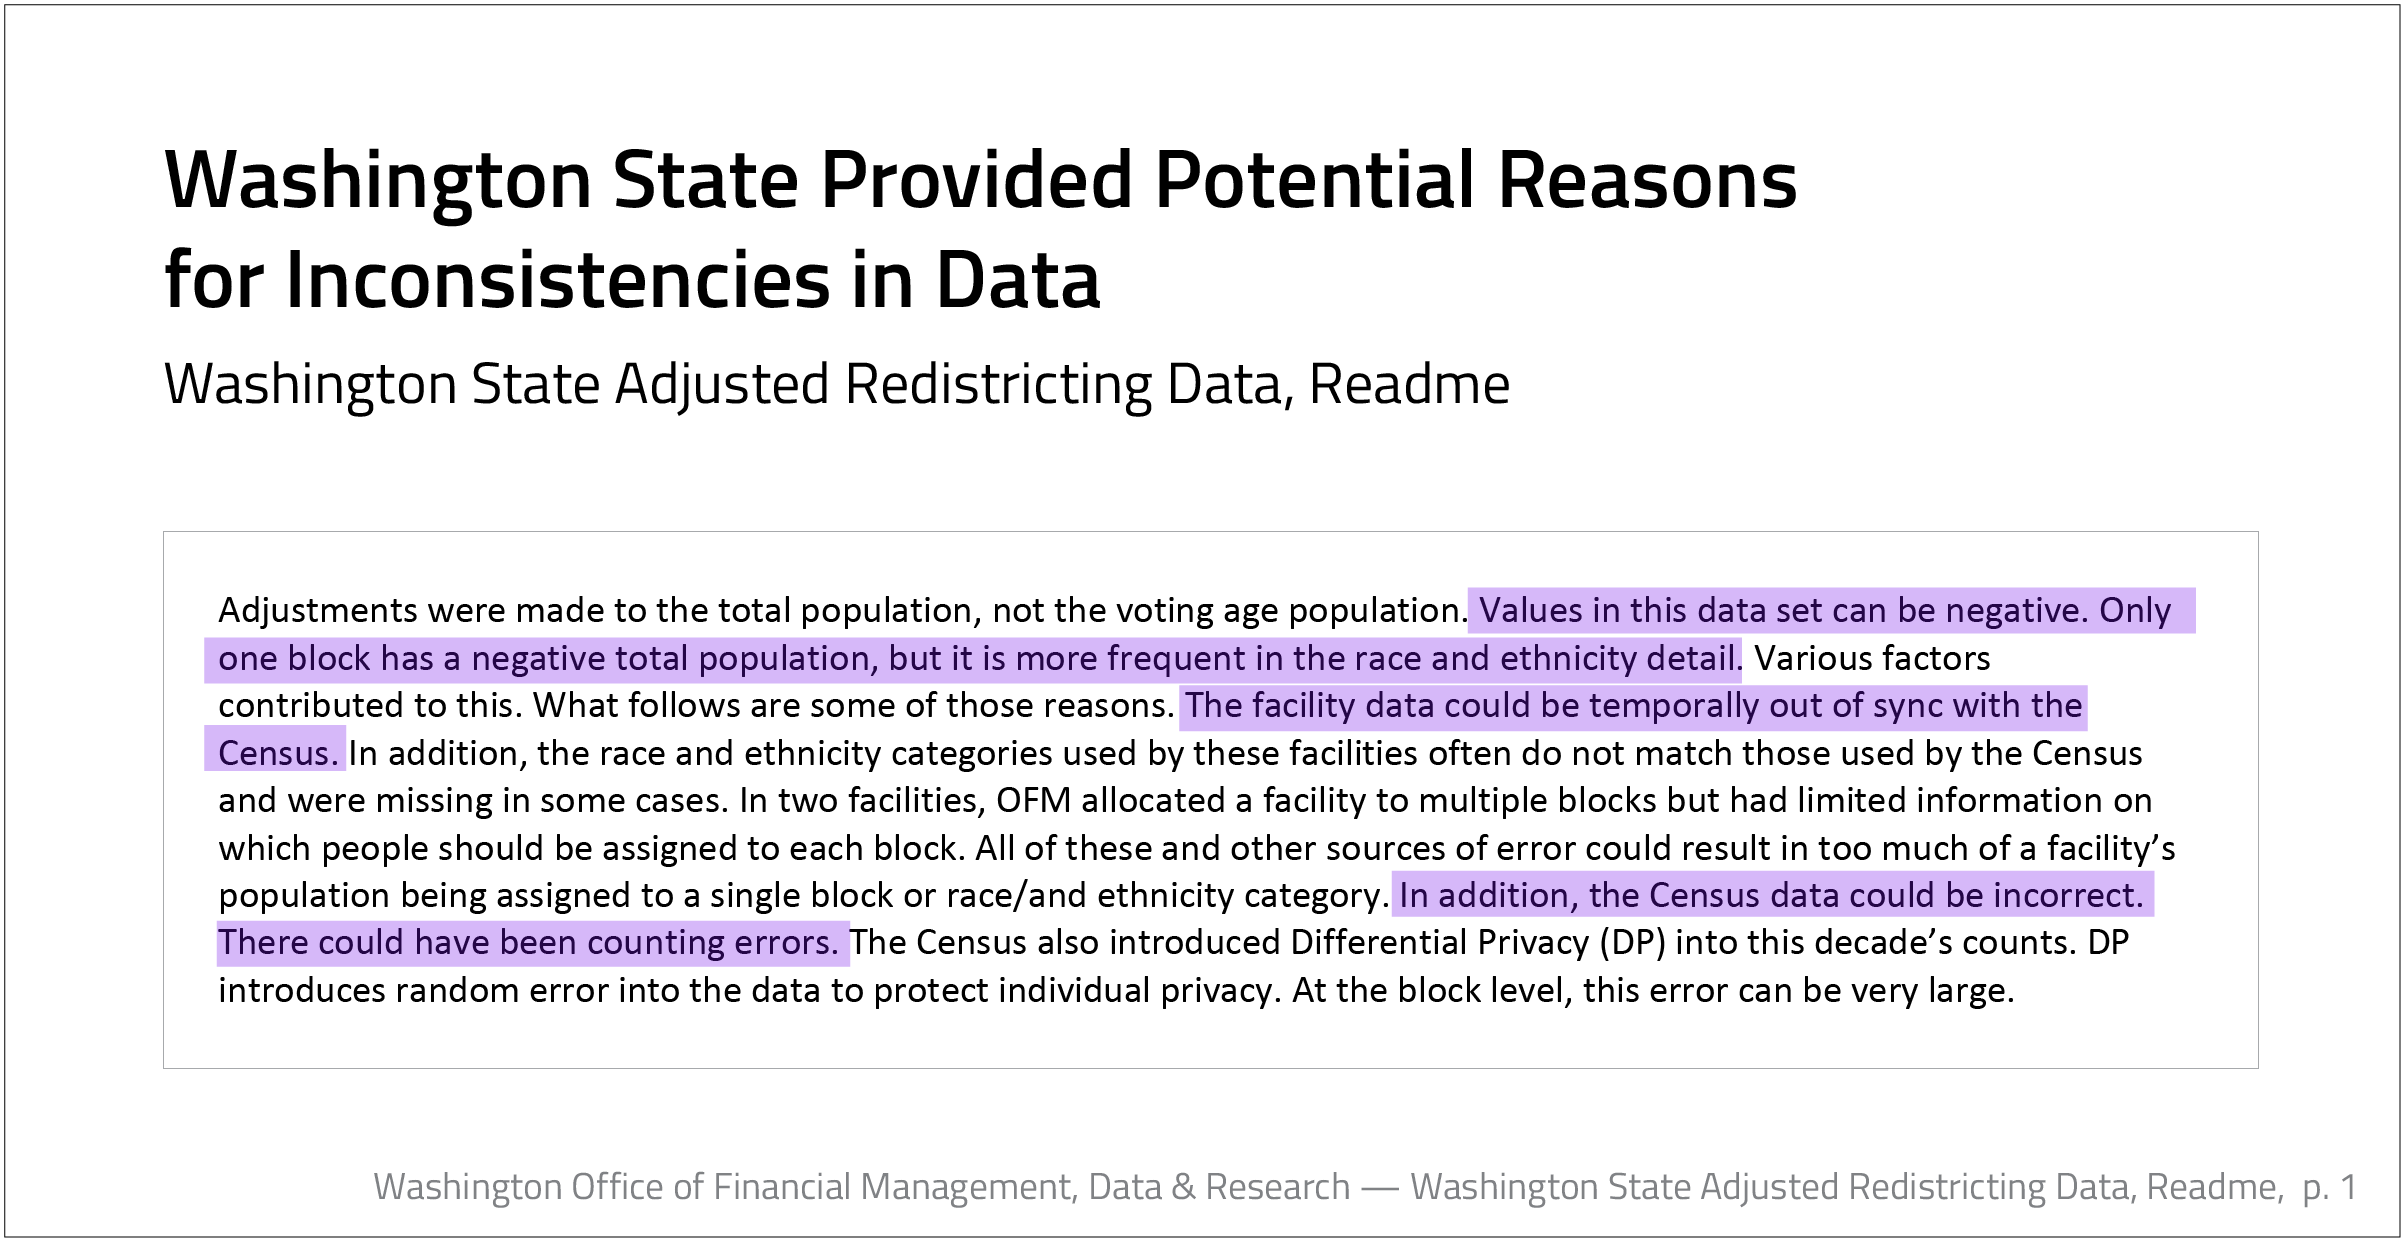 Washington State Provided Potential Reasons
for Inconsistencies in Data
Washington State Adjusted Redistricting Data, Readme
Adjustments were made to the total population, not the voting age population. Values in this data set can be negative. Only
one block has a negative total population, but it is more frequent in the race and ethnicity detail. Various factors
contributed to this. What follows are some of those reasons. The facility data could be temporally out of sync with the
Census. In addition, the race and ethnicity categories used by these facilities often do not match those used by the Census
and were missing in some cases. In two facilities, OFM allocated a facility to multiple blocks but had limited information on
which people should be assigned to each block. All of these and other sources of error could result in too much of a facility’s
population being assigned to a single block or race/and ethnicity category. In addition, the Census data could be incorrect.
There could have been counting errors. The Census also introduced Differential Privacy (DP) into this decade’s counts. DP
introduces random error into the data to protect individual privacy. At the block level, this error can be very large.
Washington Office of Financial Management, Data & Research — Washington State Adjusted Redistricting Data, Readme, p. 1